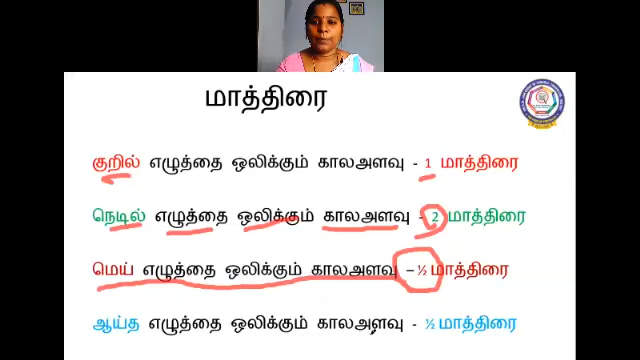 மாத்திரை
குறில் எழுத்தை ஒலிக்கும் காலஅளவு - 1 மாத்திரை
நெடில் எழுத்தை ஒலிக்கும் காலஅளவு - 2 மாத்திரை
மெய் எழுத்தை ஒலிக்கும் காலஅளவு – ½ மாத்திரை
ஆய்த எழுத்தை ஒலிக்கும் காலஅளவு - ½ மாத்திரை